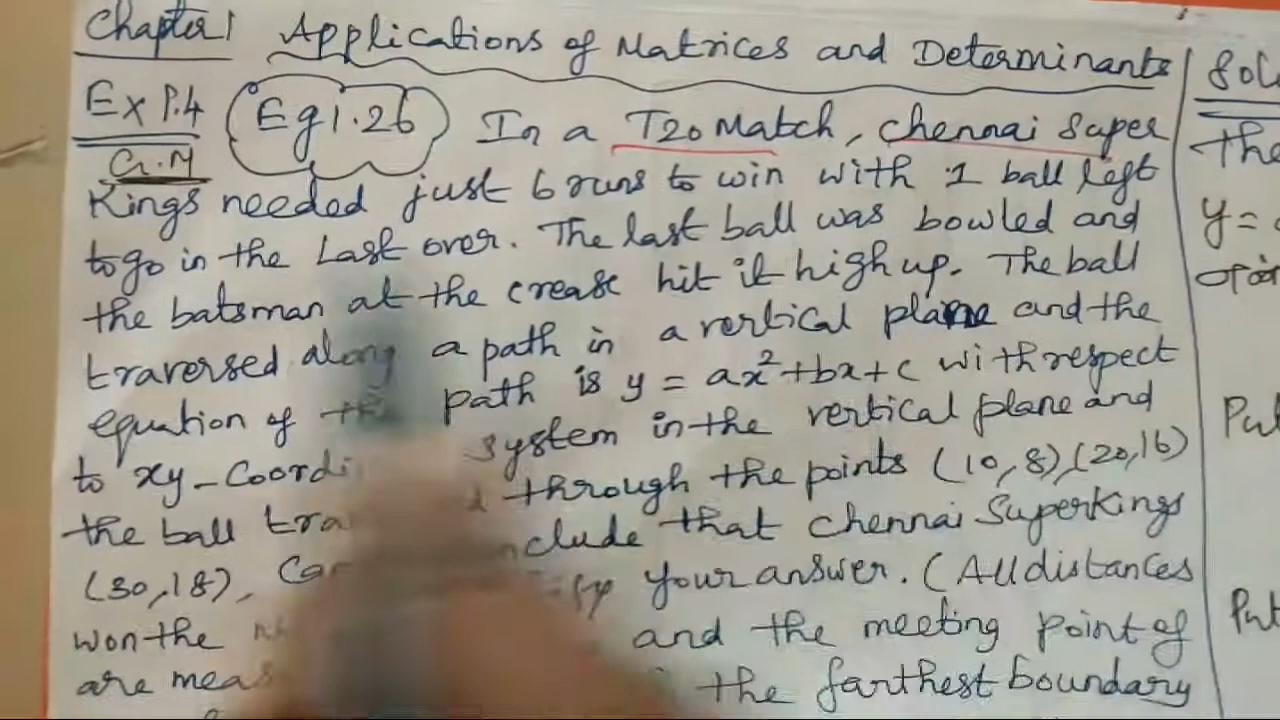 Chapter 1 Applications of Matrices and Determinants
Ex 1.4 Eg 1.26 In a T20 Match, Chennai Super
G.M
Kings needed just 6 runs to win with 1 ball left
to go in the Last over. The last ball was bowled and
the batsman at the crease hit it high up. The ball
traversed along a path in a vertical plane and the
equation of the path is y = ax²+bx+c with respect
to xy-Coordi system in the vertical plane and
the ball tra through the points (10,8),(20,16)
(30,18), Can clude that Chennai SuperKings
won the your answer. (All distances
are meas and the meeting point of
the farthest boundary
Sol
The
y =
Put
Put